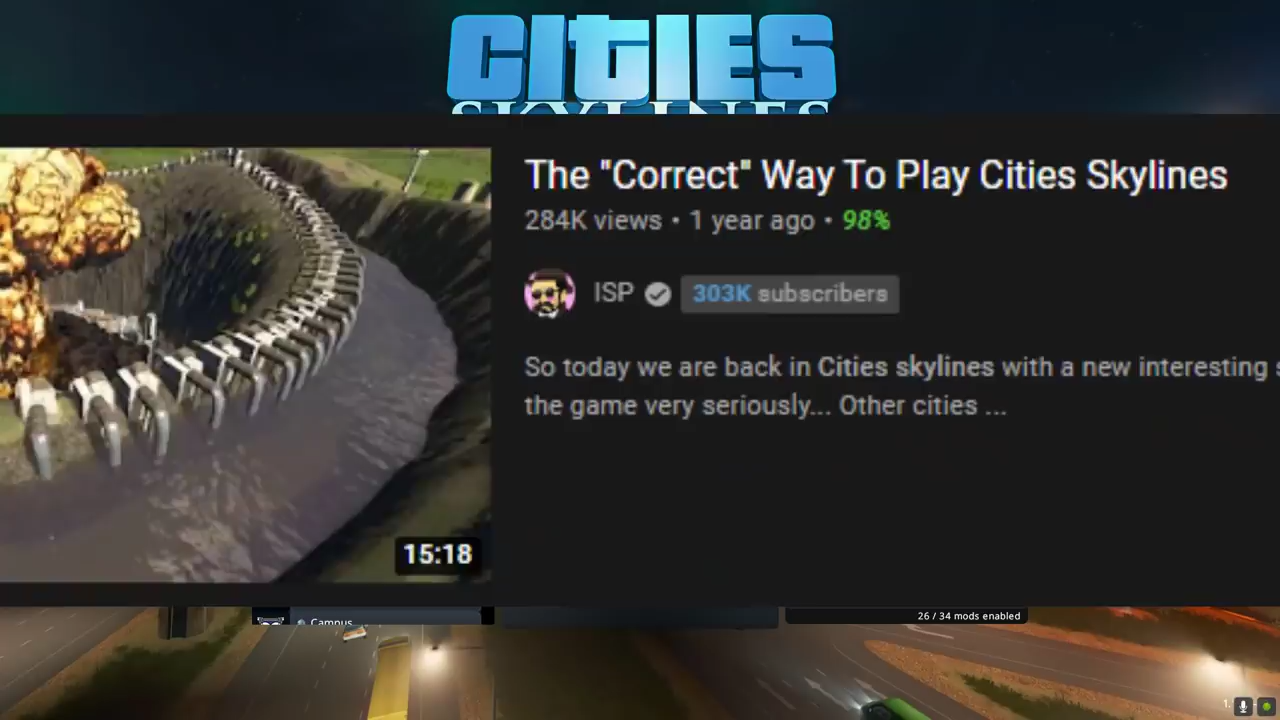 CITIES
SKYLINES
The "Correct" Way To Play Cities Skylines
284K views • 1 year ago • 98%
ISP 303K subscribers
So today we are back in Cities skylines with a new interesting
the game very seriously... Other cities ...
15:18
Campus
26 / 34 mods enabled
1.